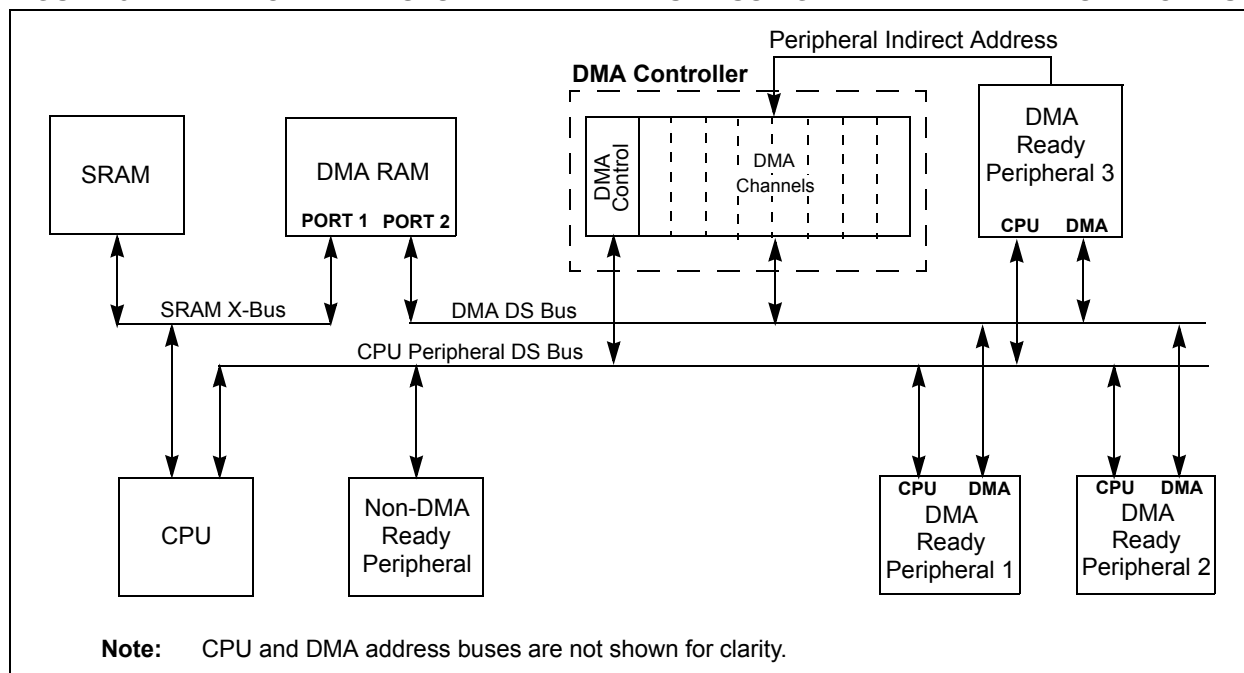 Peripheral Indirect Address
DMA Controller
SRAM
DMA RAM
PORT 1 PORT 2
DMA
Control
DMA
Channels
DMA
Ready
Peripheral 3
CPU DMA
SRAM X-Bus
DMA DS Bus
CPU Peripheral DS Bus
CPU
Non-DMA
Ready
Peripheral
CPU DMA
DMA
Ready
Peripheral 1
CPU DMA
DMA
Ready
Peripheral 2
Note: CPU and DMA address buses are not shown for clarity.